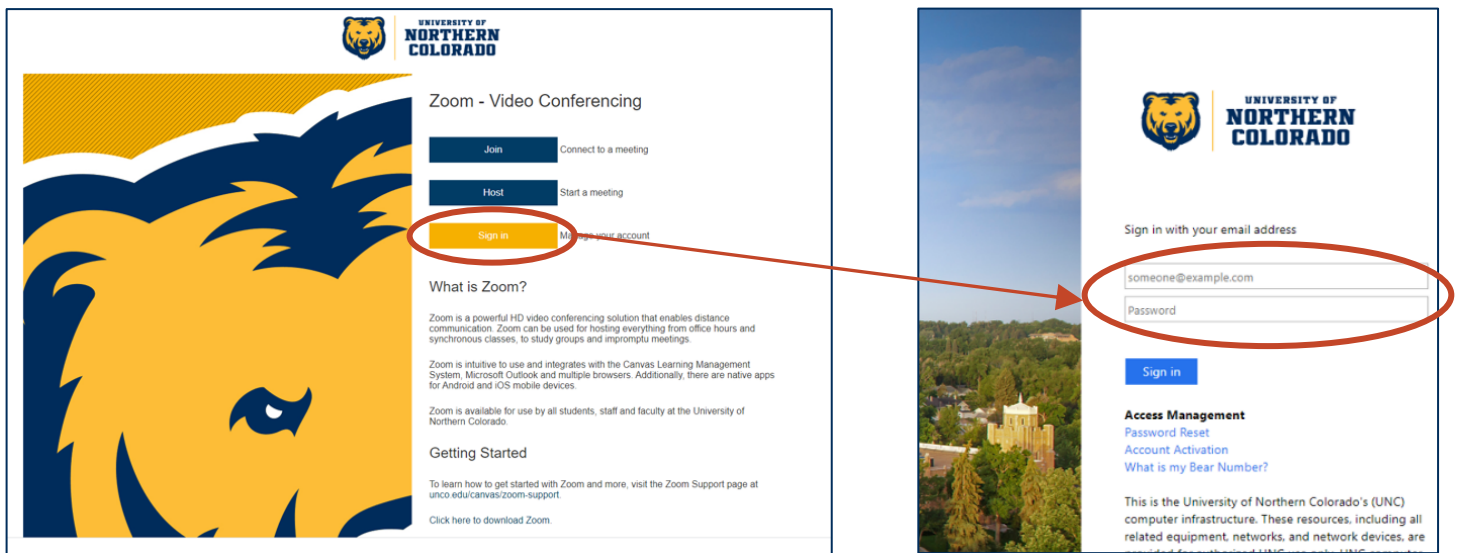 UNIVERSITY OF
NORTHERN
COLORADO
Zoom - Video Conferencing
Join Connect to a meeting
Host Start a meeting
Sign in Manage your account
What is Zoom?
Zoom is a powerful HD video conferencing solution that enables distance
communication. Zoom can be used for hosting everything from office hours and
synchronous classes, to study groups and impromptu meetings.
Zoom is intuitive to use and integrates with the Canvas Learning Management
System, Microsoft Outlook and multiple browsers. Additionally, there are native apps
for Android and iOS mobile devices.
Zoom is available for use by all students, staff and faculty at the University of
Northern Colorado.
Getting Started
To learn how to get started with Zoom and more, visit the Zoom Support page at
unco.edu/canvas/zoom-support.
Click here to download Zoom.
UNIVERSITY OF
NORTHERN
COLORADO
Sign in with your email address
someone@example.com
Password
Sign in
Access Management
Password Reset
Account Activation
What is my Bear Number?
This is the University of Northern Colorado's (UNC)
computer infrastructure. These resources, including all
related equipment, networks, and network devices, are